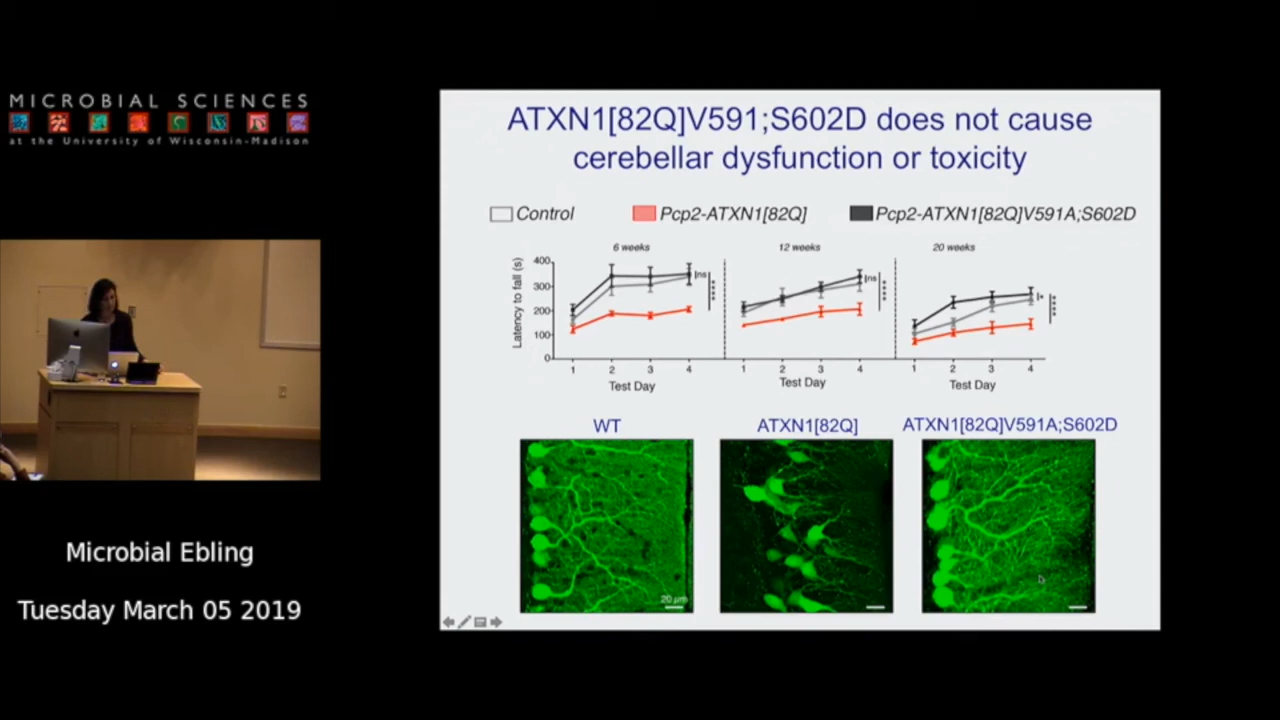 MICROBIAL SCIENCES
at the University of Wisconsin-Madison
Microbial Ebling
Tuesday March 05 2019
ATXN1[82Q]V591;S602D does not cause
cerebellar dysfunction or toxicity
Control Pcp2-ATXN1[82Q] Pcp2-ATXN1[82Q]V591A;S602D
6 weeks 12 weeks 20 weeks
Latency to fall (s)
400
300
200
100
0
ns **** ns **** * ****
1 2 3 4 1 2 3 4 1 2 3 4
Test Day Test Day Test Day
WT ATXN1[82Q] ATXN1[82Q]V591A;S602D
20 µm